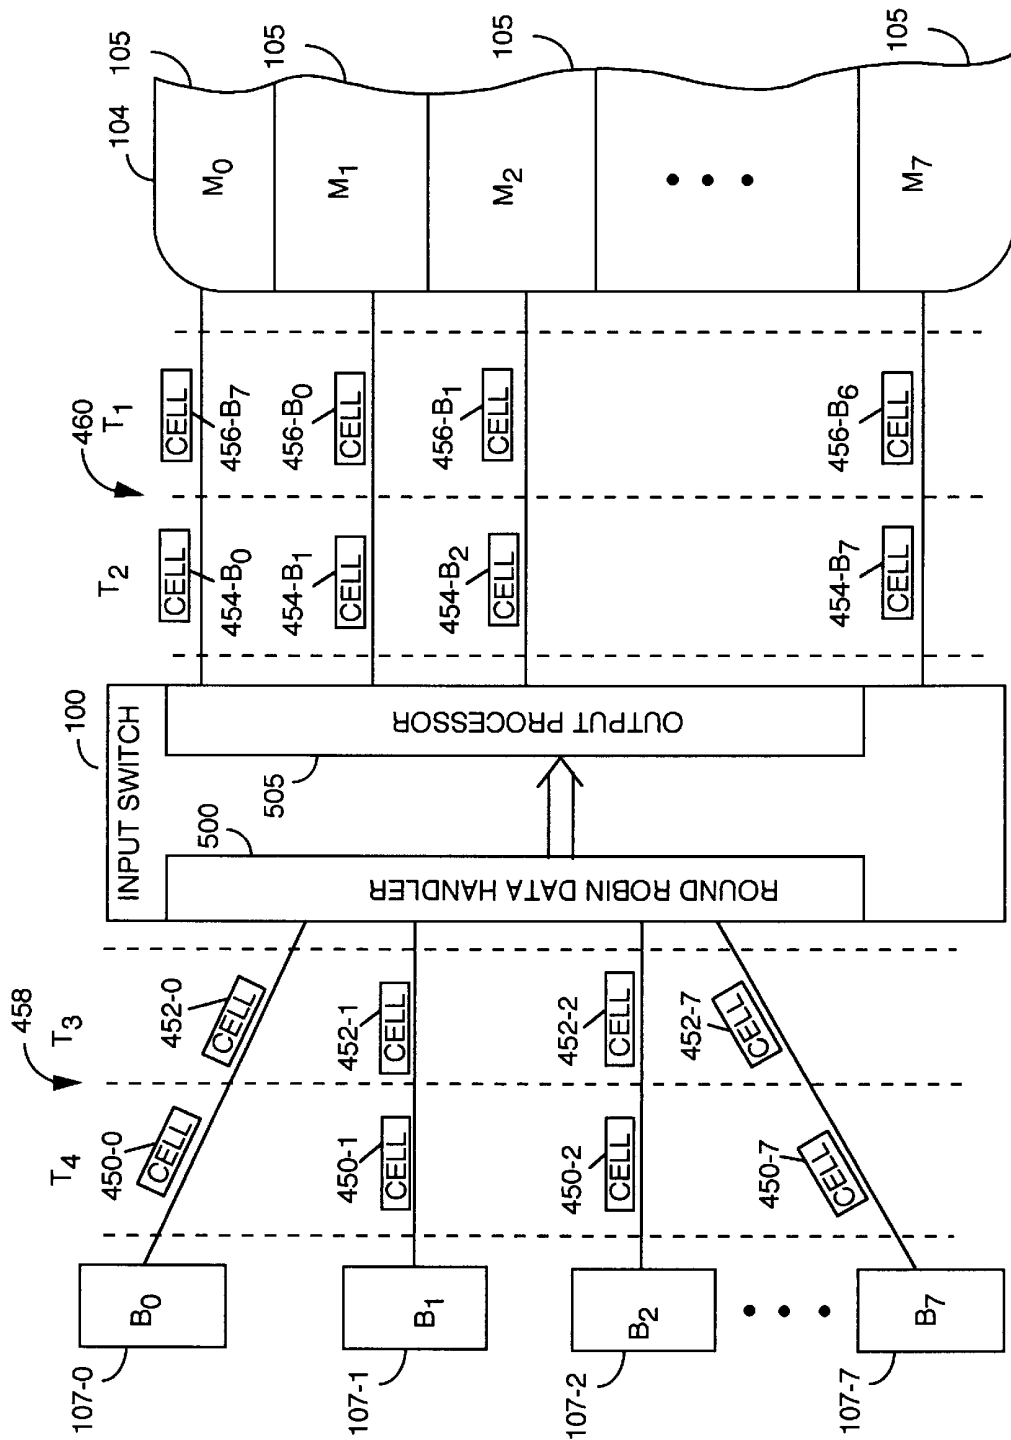 107-0
B0
107-1
B1
107-2
B2
107-7
B7
458
T4
T3
450-0
CELL
452-0
CELL
450-1
CELL
452-1
CELL
450-2
CELL
452-2
CELL
450-7
CELL
452-7
CELL
100
INPUT SWITCH
500
ROUND ROBIN DATA HANDLER
505
OUTPUT PROCESSOR
460
T2
T1
CELL
454-B0
CELL
456-B7
454-B1
CELL
456-B0
CELL
454-B2
CELL
456-B1
CELL
454-B7
CELL
456-B6
CELL
104
105
M0
105
M1
105
M2
105
M7